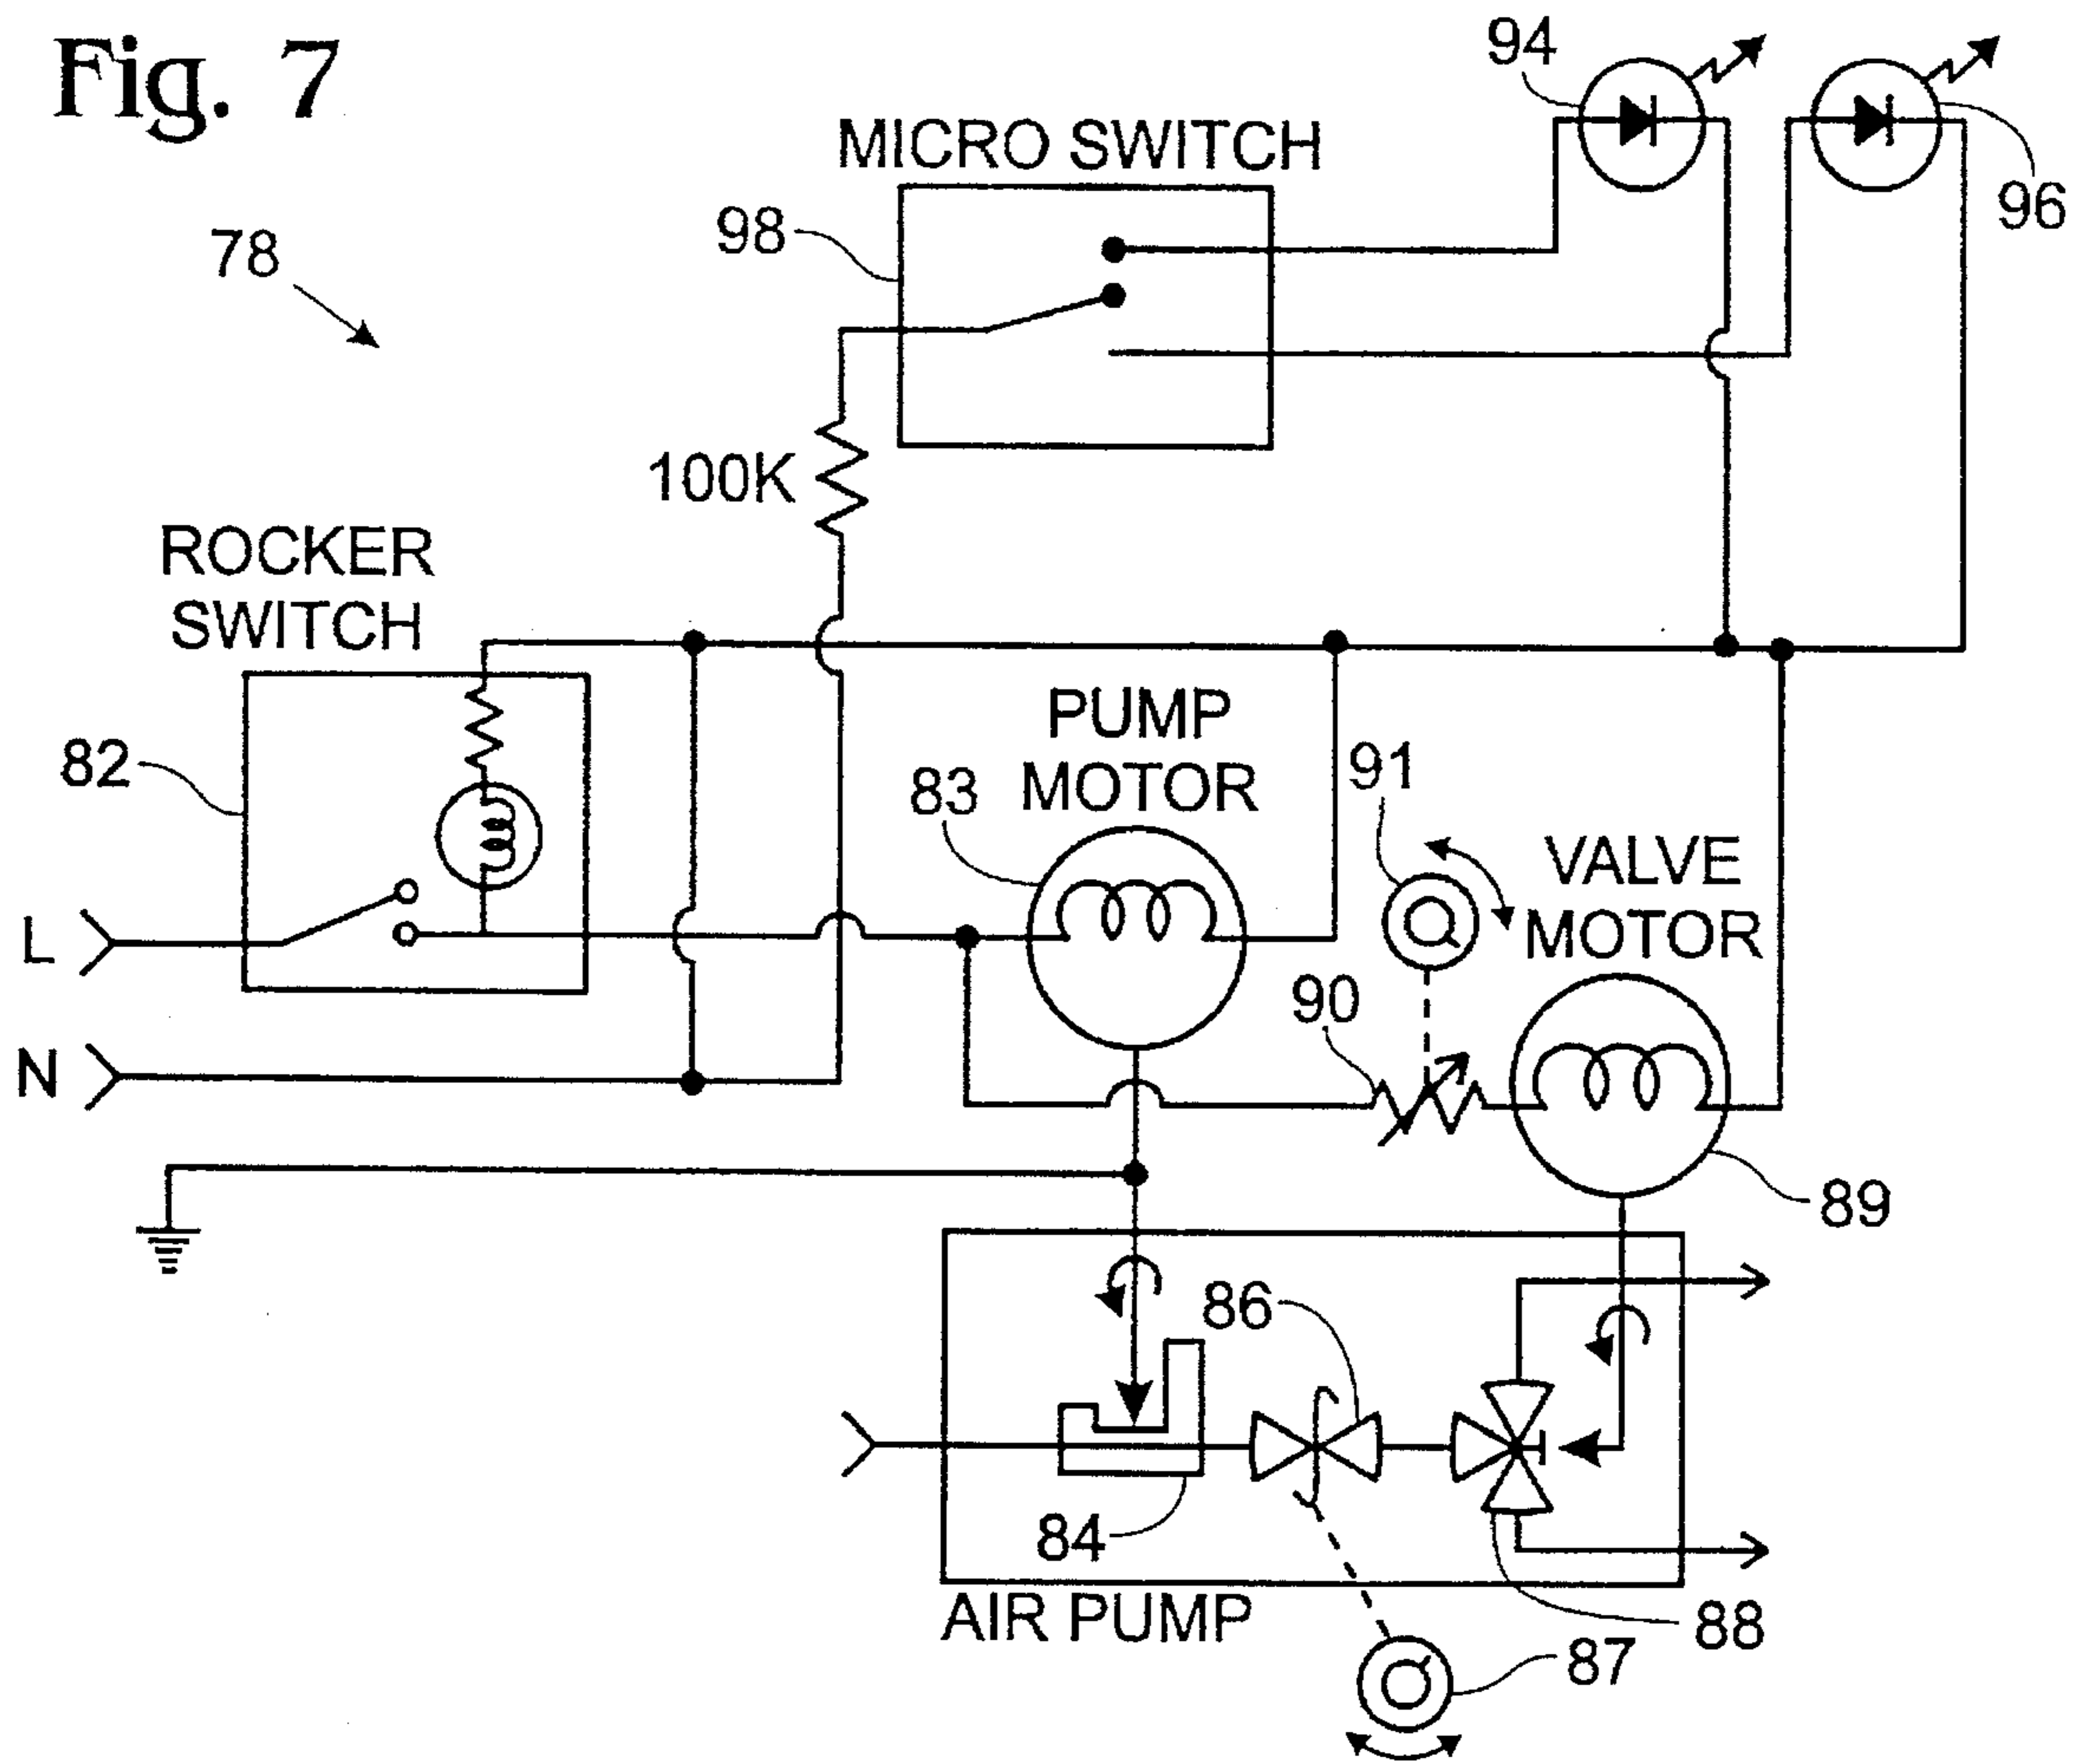 Fig. 7
94
MICRO SWITCH
96
98
78
100K
ROCKER
SWITCH
PUMP
MOTOR
82
83
91
VALVE
MOTOR
L
90
N
89
86
84
AIR PUMP
88
87